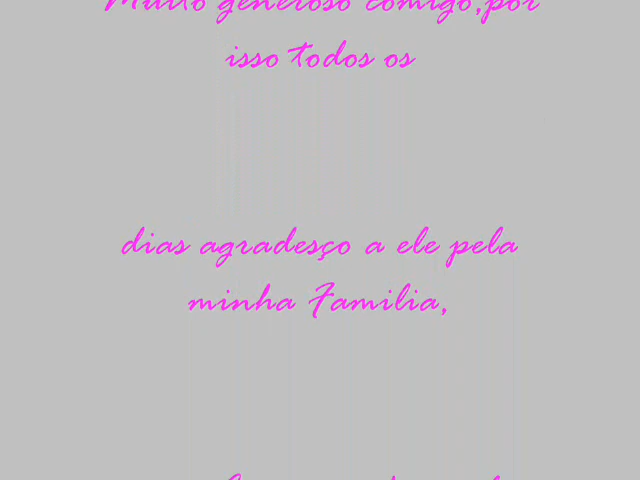 Muito generoso comigo,por
isso todos os
dias agradesço a ele pela
minha Familia,